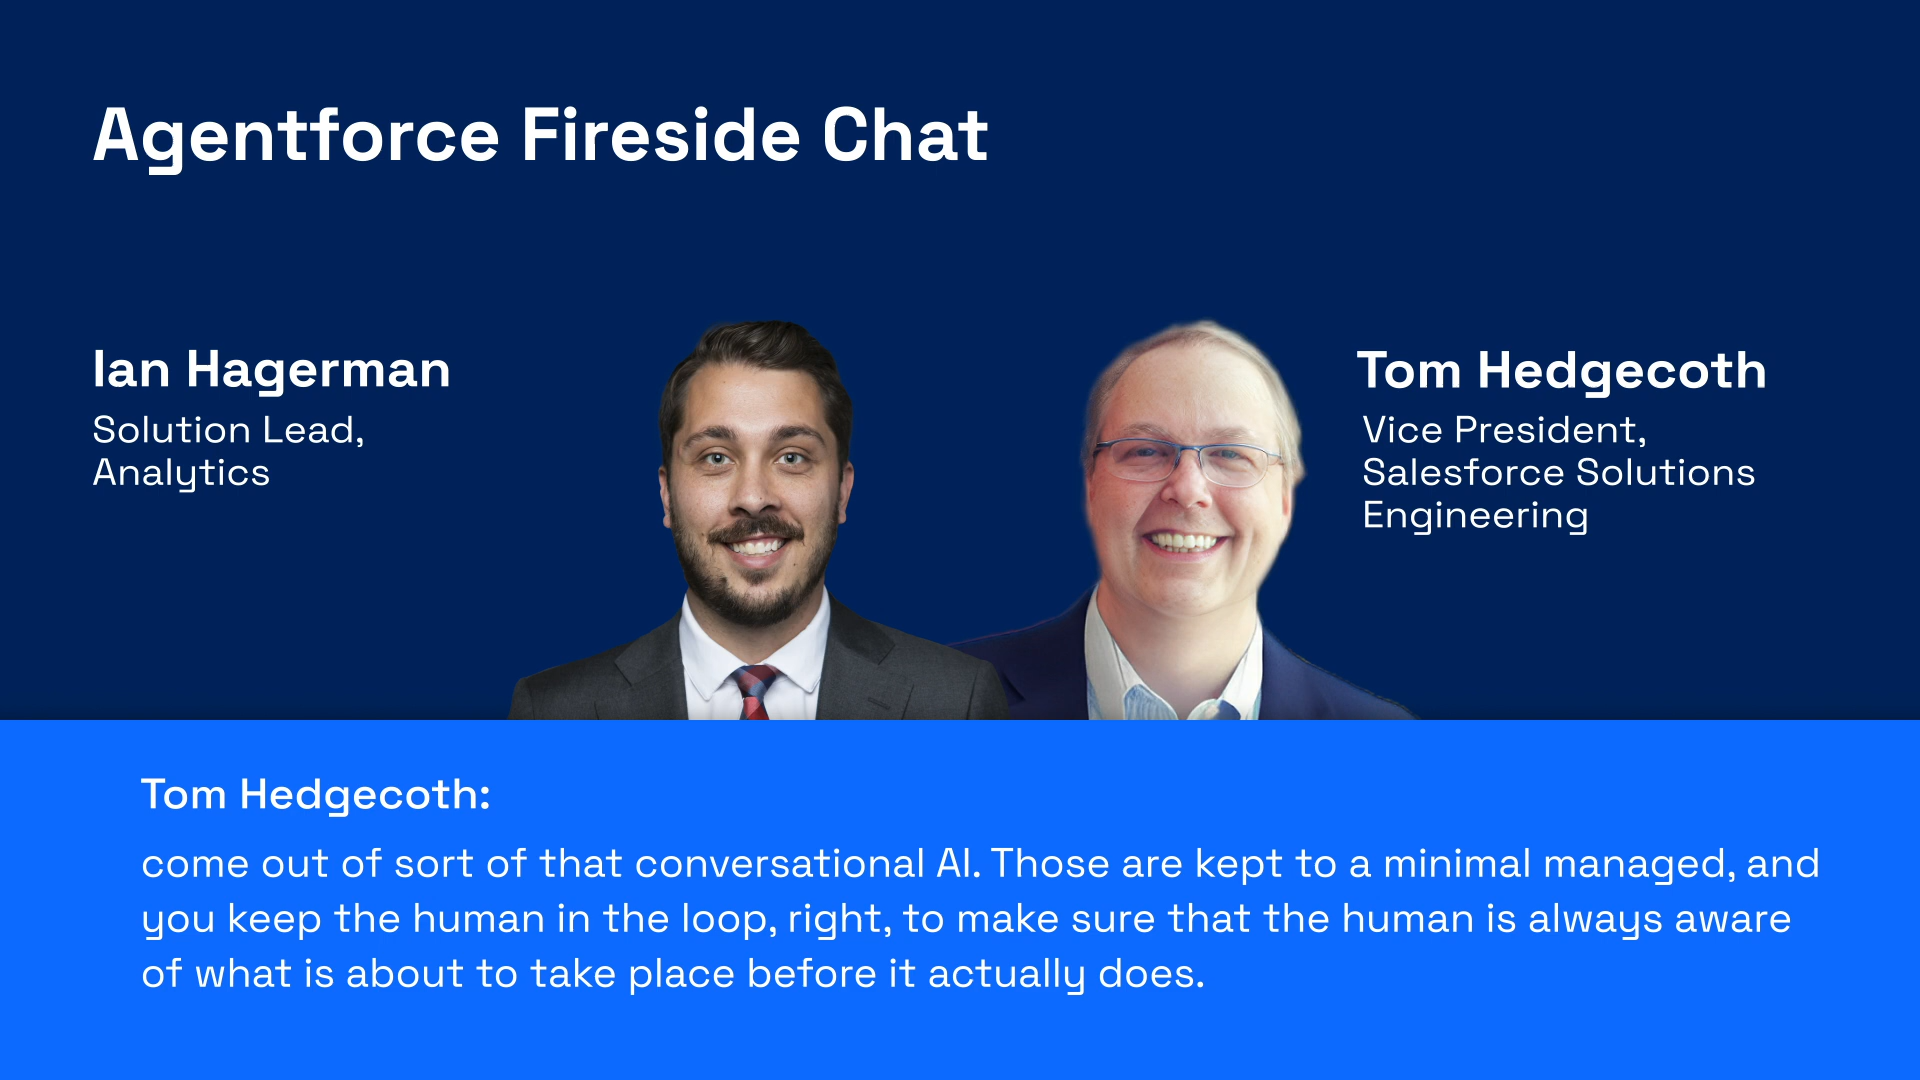 Agentforce Fireside Chat
Ian Hagerman
Solution Lead,
Analytics
Tom Hedgecoth
Vice President,
Salesforce Solutions
Engineering
Tom Hedgecoth:
come out of sort of that conversational AI. Those are kept to a minimal managed, and
you keep the human in the loop, right, to make sure that the human is always aware
of what is about to take place before it actually does.